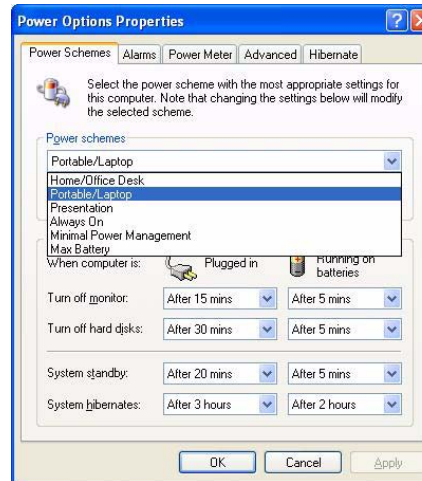 Power Options Properties
Power Schemes Alarms Power Meter Advanced Hibernate
Select the power scheme with the most appropriate settings for
this computer. Note that changing the settings below will modify
the selected scheme.
Power schemes
Portable/Laptop
Home/Office Desk
Portable/Laptop
Presentation
Always On
Minimal Power Management
Max Battery
When computer is: Plugged in Running on
batteries
Turn off monitor: After 15 mins After 5 mins
Turn off hard disks: After 30 mins After 5 mins
System standby: After 20 mins After 5 mins
System hibernates: After 3 hours After 2 hours
OK Cancel Apply